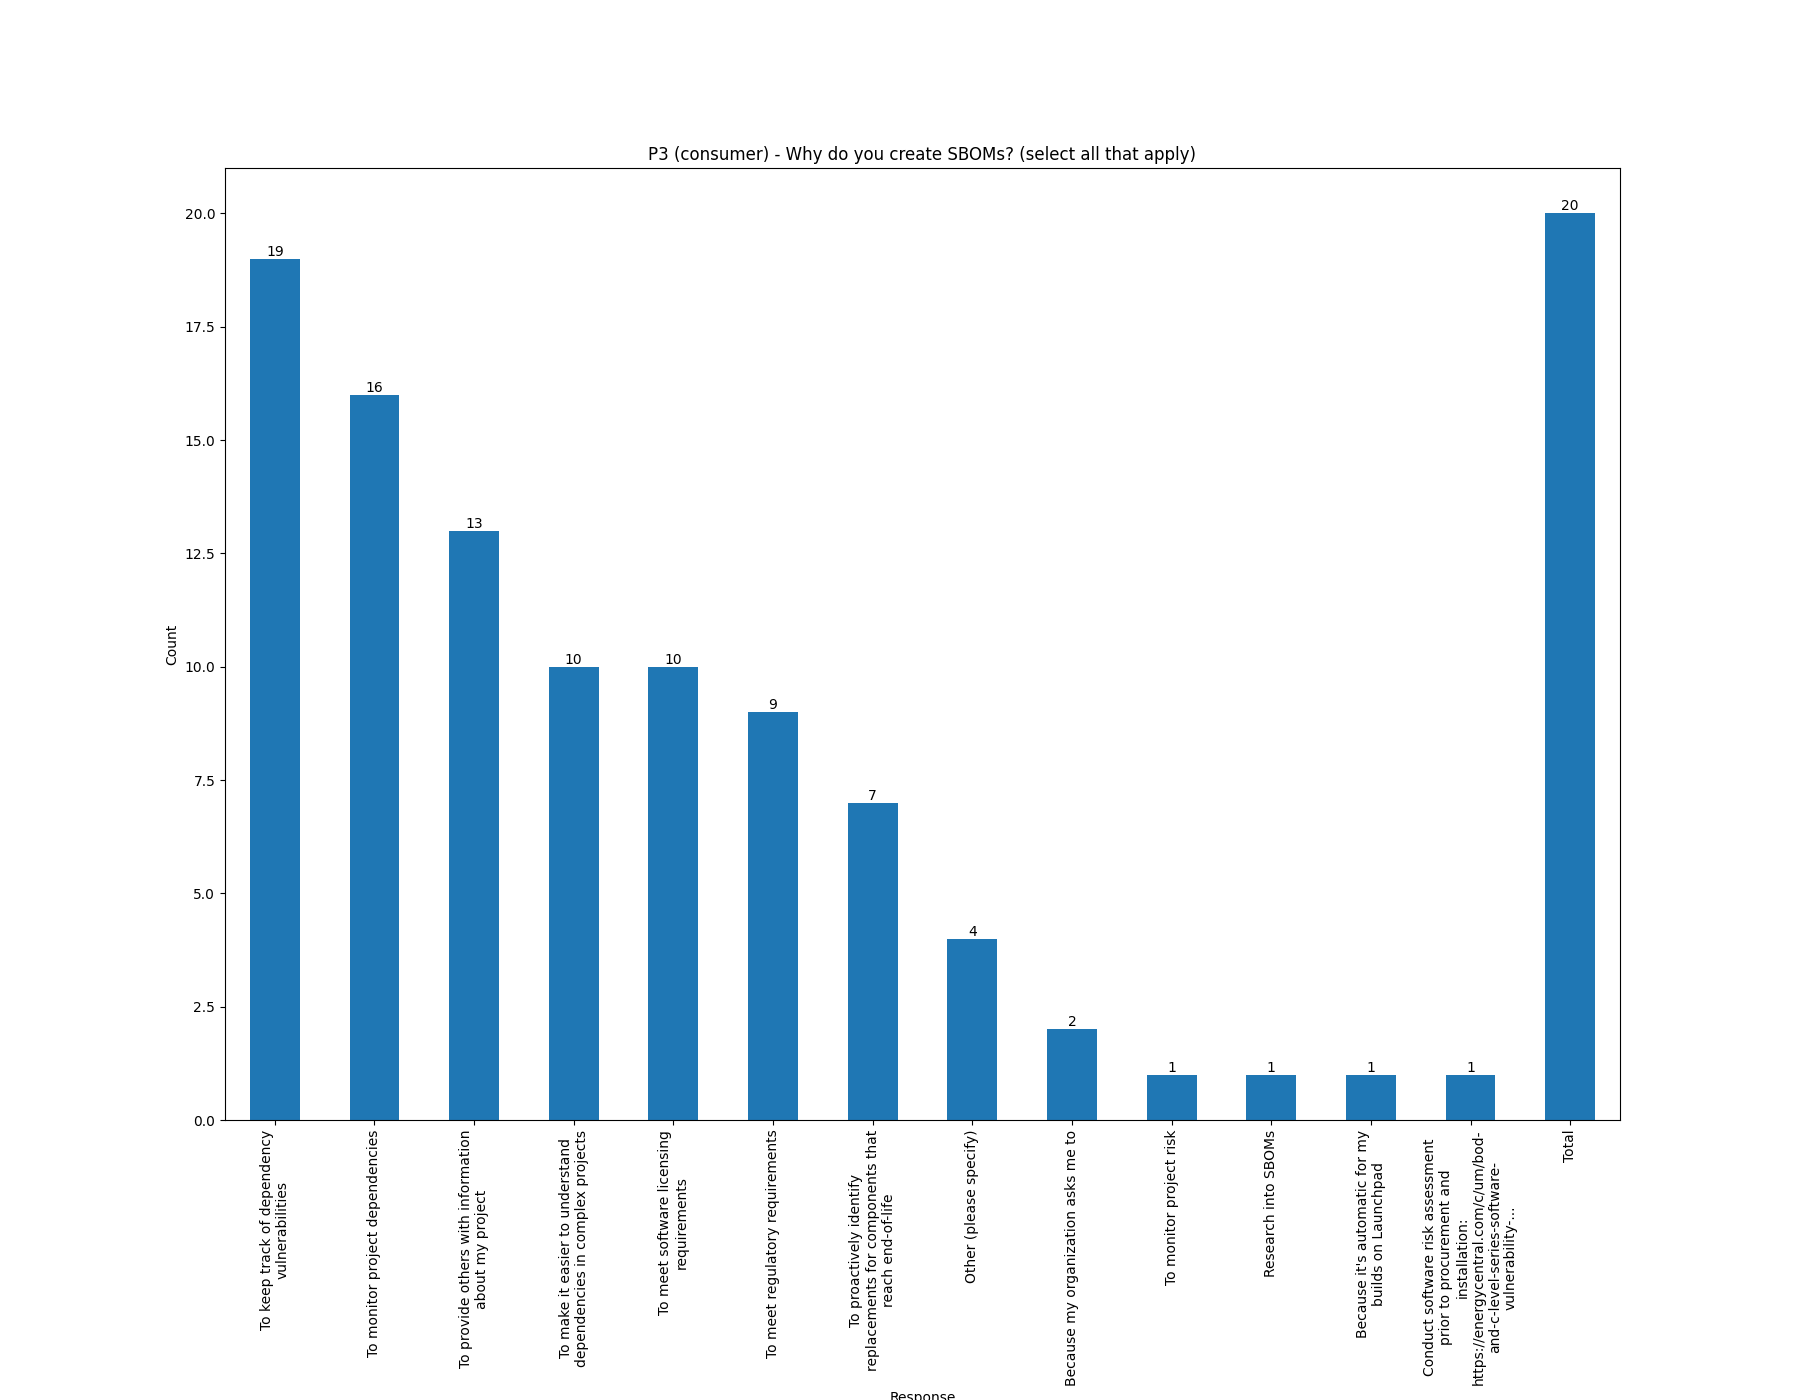 P3 (consumer) - Why do you create SBOMs? (select all that apply)
20.0
17.5
15.0
12.5
10.0
7.5
5.0
2.5
0.0
Count
19
16
13
10
10
9
7
4
2
1
1
1
1
20
To keep track of dependency
vulnerabilities
To monitor project dependencies
To provide others with information
about my project
To make it easier to understand
dependencies in complex projects
To meet software licensing
requirements
To meet regulatory requirements
To proactively identify
replacements for components that
reach end-of-life
Other (please specify)
Because my organization asks me to
To monitor project risk
Research into SBOMs
Because it's automatic for my
builds on Launchpad
Conduct software risk assessment
prior to procurement and
installation:
https://energycentral.com/c/um/bod-
and-c-level-series-software-
vulnerability-...
Total
Response